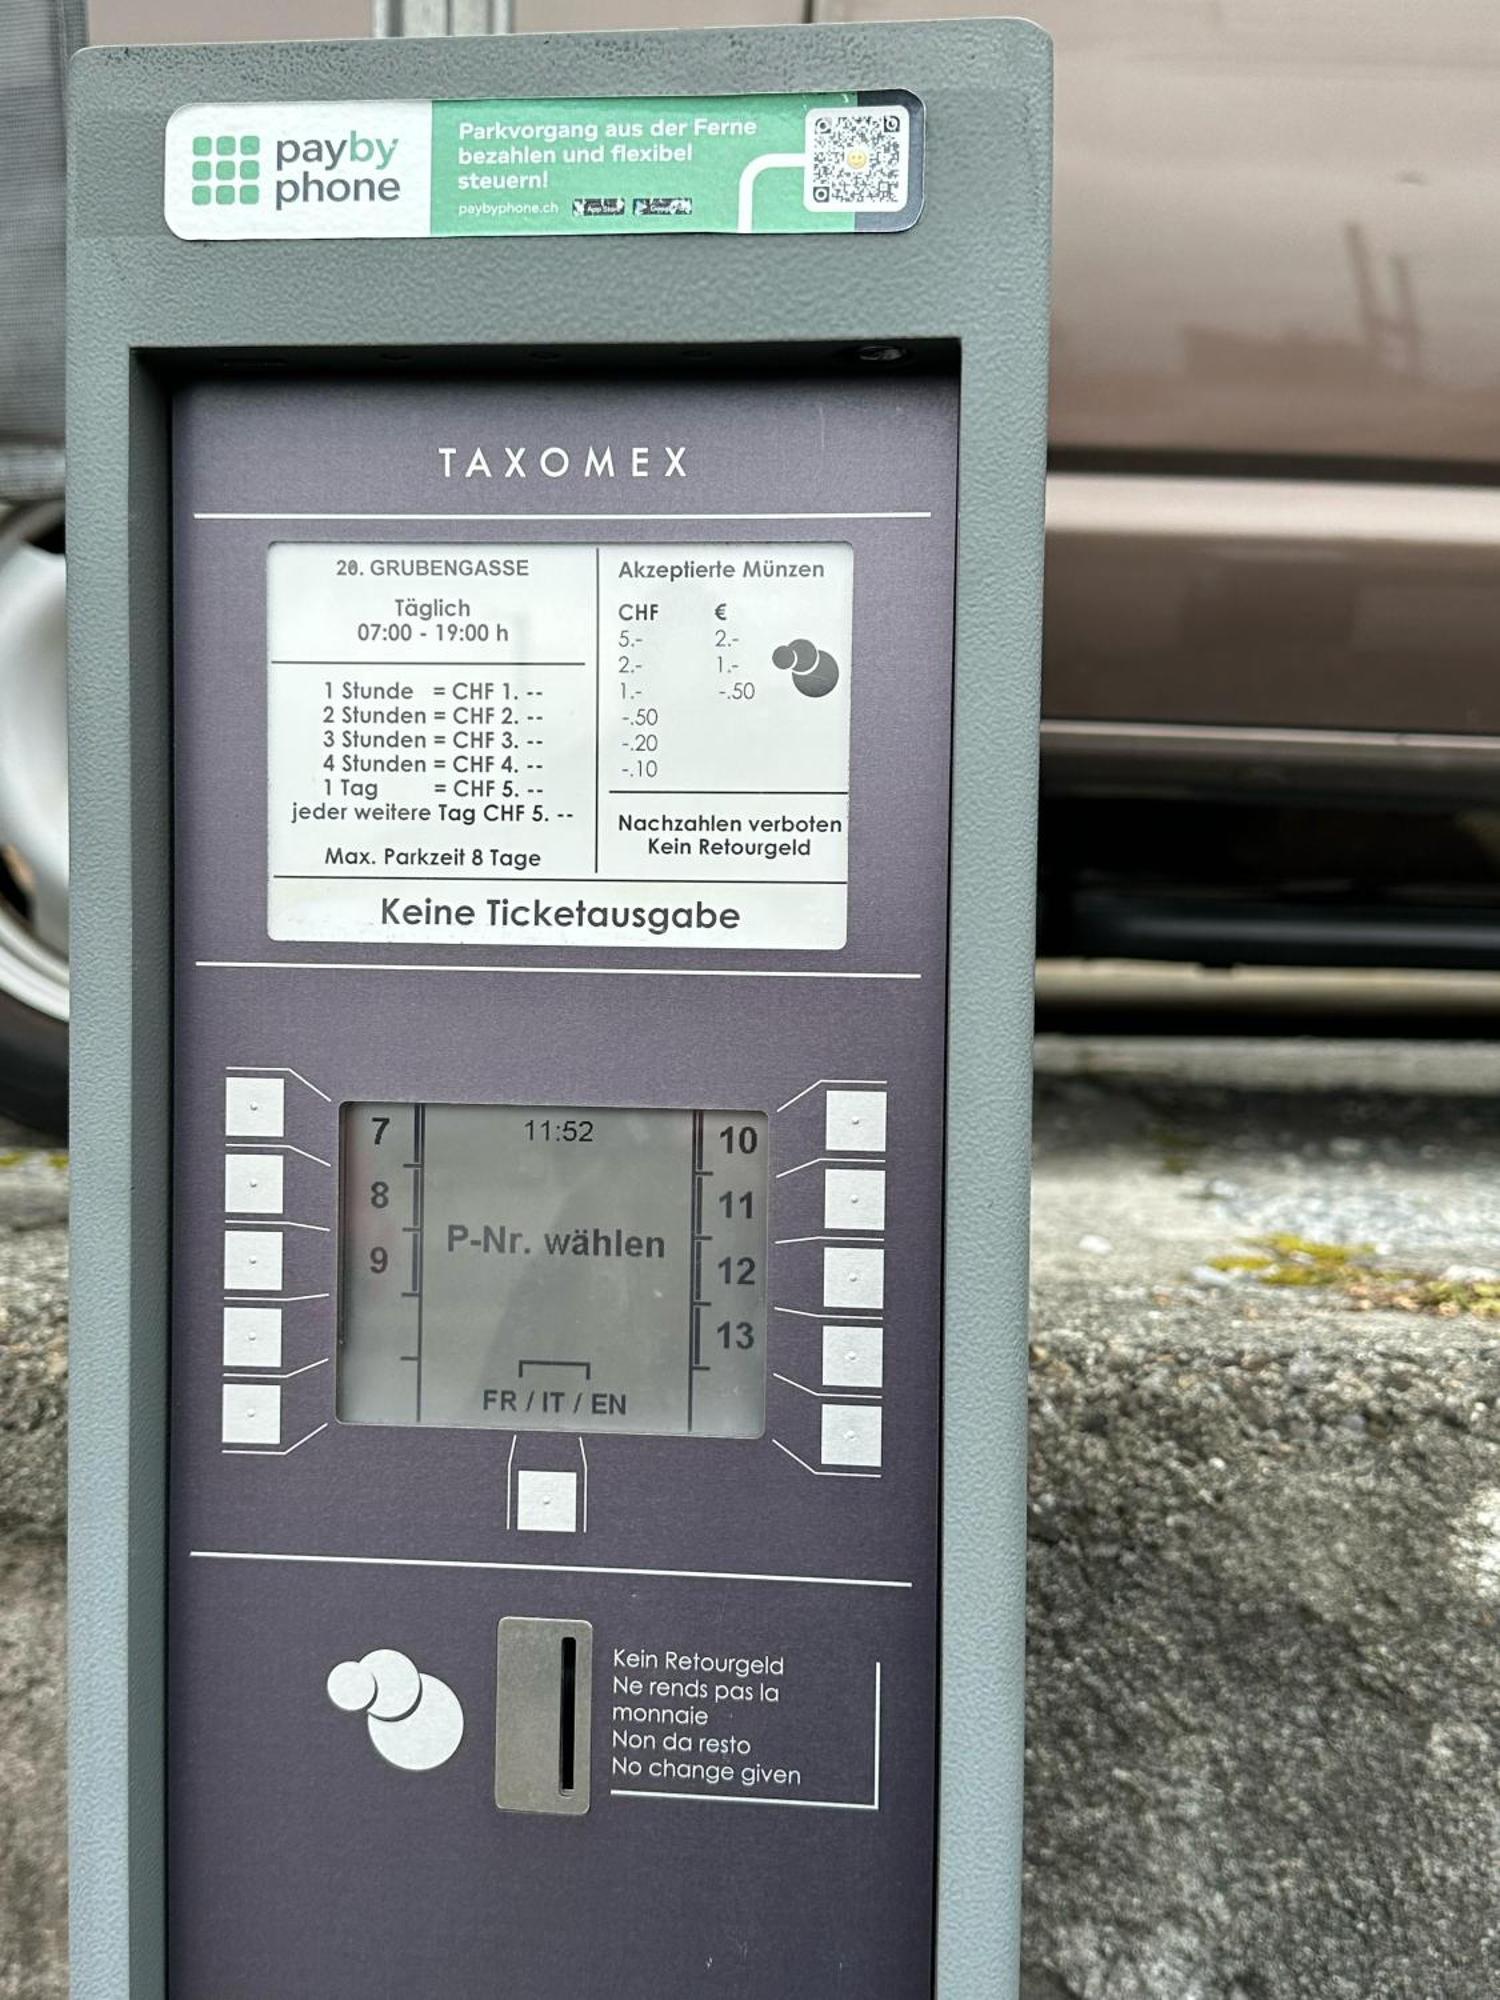 payby
phone
Parkvorgang aus der Ferne
bezahlen und flexibel
steuern!
paybyphone.ch
App Store
TAXOMEX
20. GRUBENGASSE
Täglich
07:00 - 19:00 h
1 Stunde = CHF 1. --
2 Stunden = CHF 2. --
3 Stunden = CHF 3. --
4 Stunden = CHF 4. --
1 Tag = CHF 5. --
jeder weitere Tag CHF 5. --
Max. Parkzeit 8 Tage
Akzeptierte Münzen
CHF €
5.- 2.-
2.- 1.-
1.- -.50
-.50
-.20
-.10
Nachzahlen verboten
Kein Retourgeld
Keine Ticketausgabe
7
8
9
11:52
P-Nr. wählen
FR / IT / EN
10
11
12
13
Kein Retourgeld
Ne rends pas la
monnaie
Non da resto
No change given